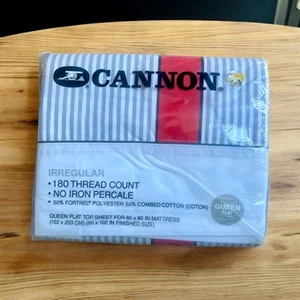 CANNON®
IRREGULAR
• 180 THREAD COUNT
• NO IRON PERCALE
• 50% FORTREL® POLYESTER 50% COMBED COTTON (COTON)
QUEEN FLAT TOP SHEET FOR 60 x 80 IN MATTRESS
(152 x 203 CM) (90 x 102 IN FINISHED SIZE)
QUEEN
FLAT